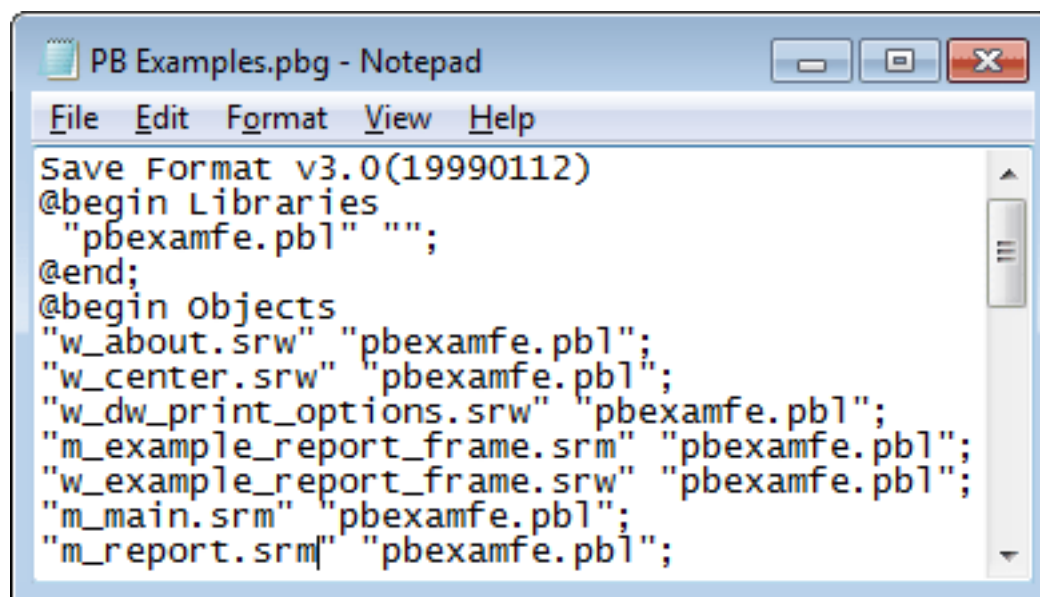 PB Examples.pbg - Notepad
File Edit Format View Help
Save Format v3.0(19990112)
@begin Libraries
 "pbexamfe.pbl" "";
@end;
@begin Objects
"w_about.srw" "pbexamfe.pbl";
"w_center.srw" "pbexamfe.pbl";
"w_dw_print_options.srw" "pbexamfe.pbl";
"m_example_report_frame.srm" "pbexamfe.pbl";
"w_example_report_frame.srw" "pbexamfe.pbl";
"m_main.srm" "pbexamfe.pbl";
"m_report.srm" "pbexamfe.pbl";